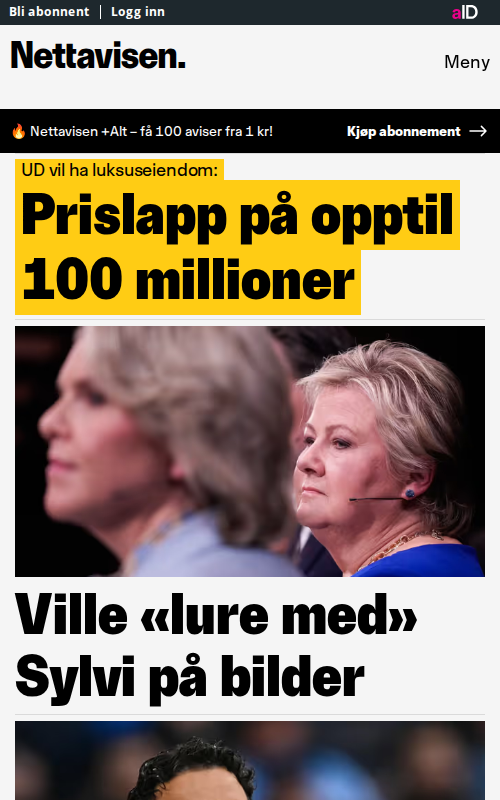 Bli abonnent
Logg inn
aID
Nettavisen.
Meny
🔥 Nettavisen +Alt – få 100 aviser fra 1 kr!
Kjøp abonnement →
UD vil ha luksuseiendom:
Prislapp på opptil
100 millioner
Ville «lure med»
Sylvi på bilder